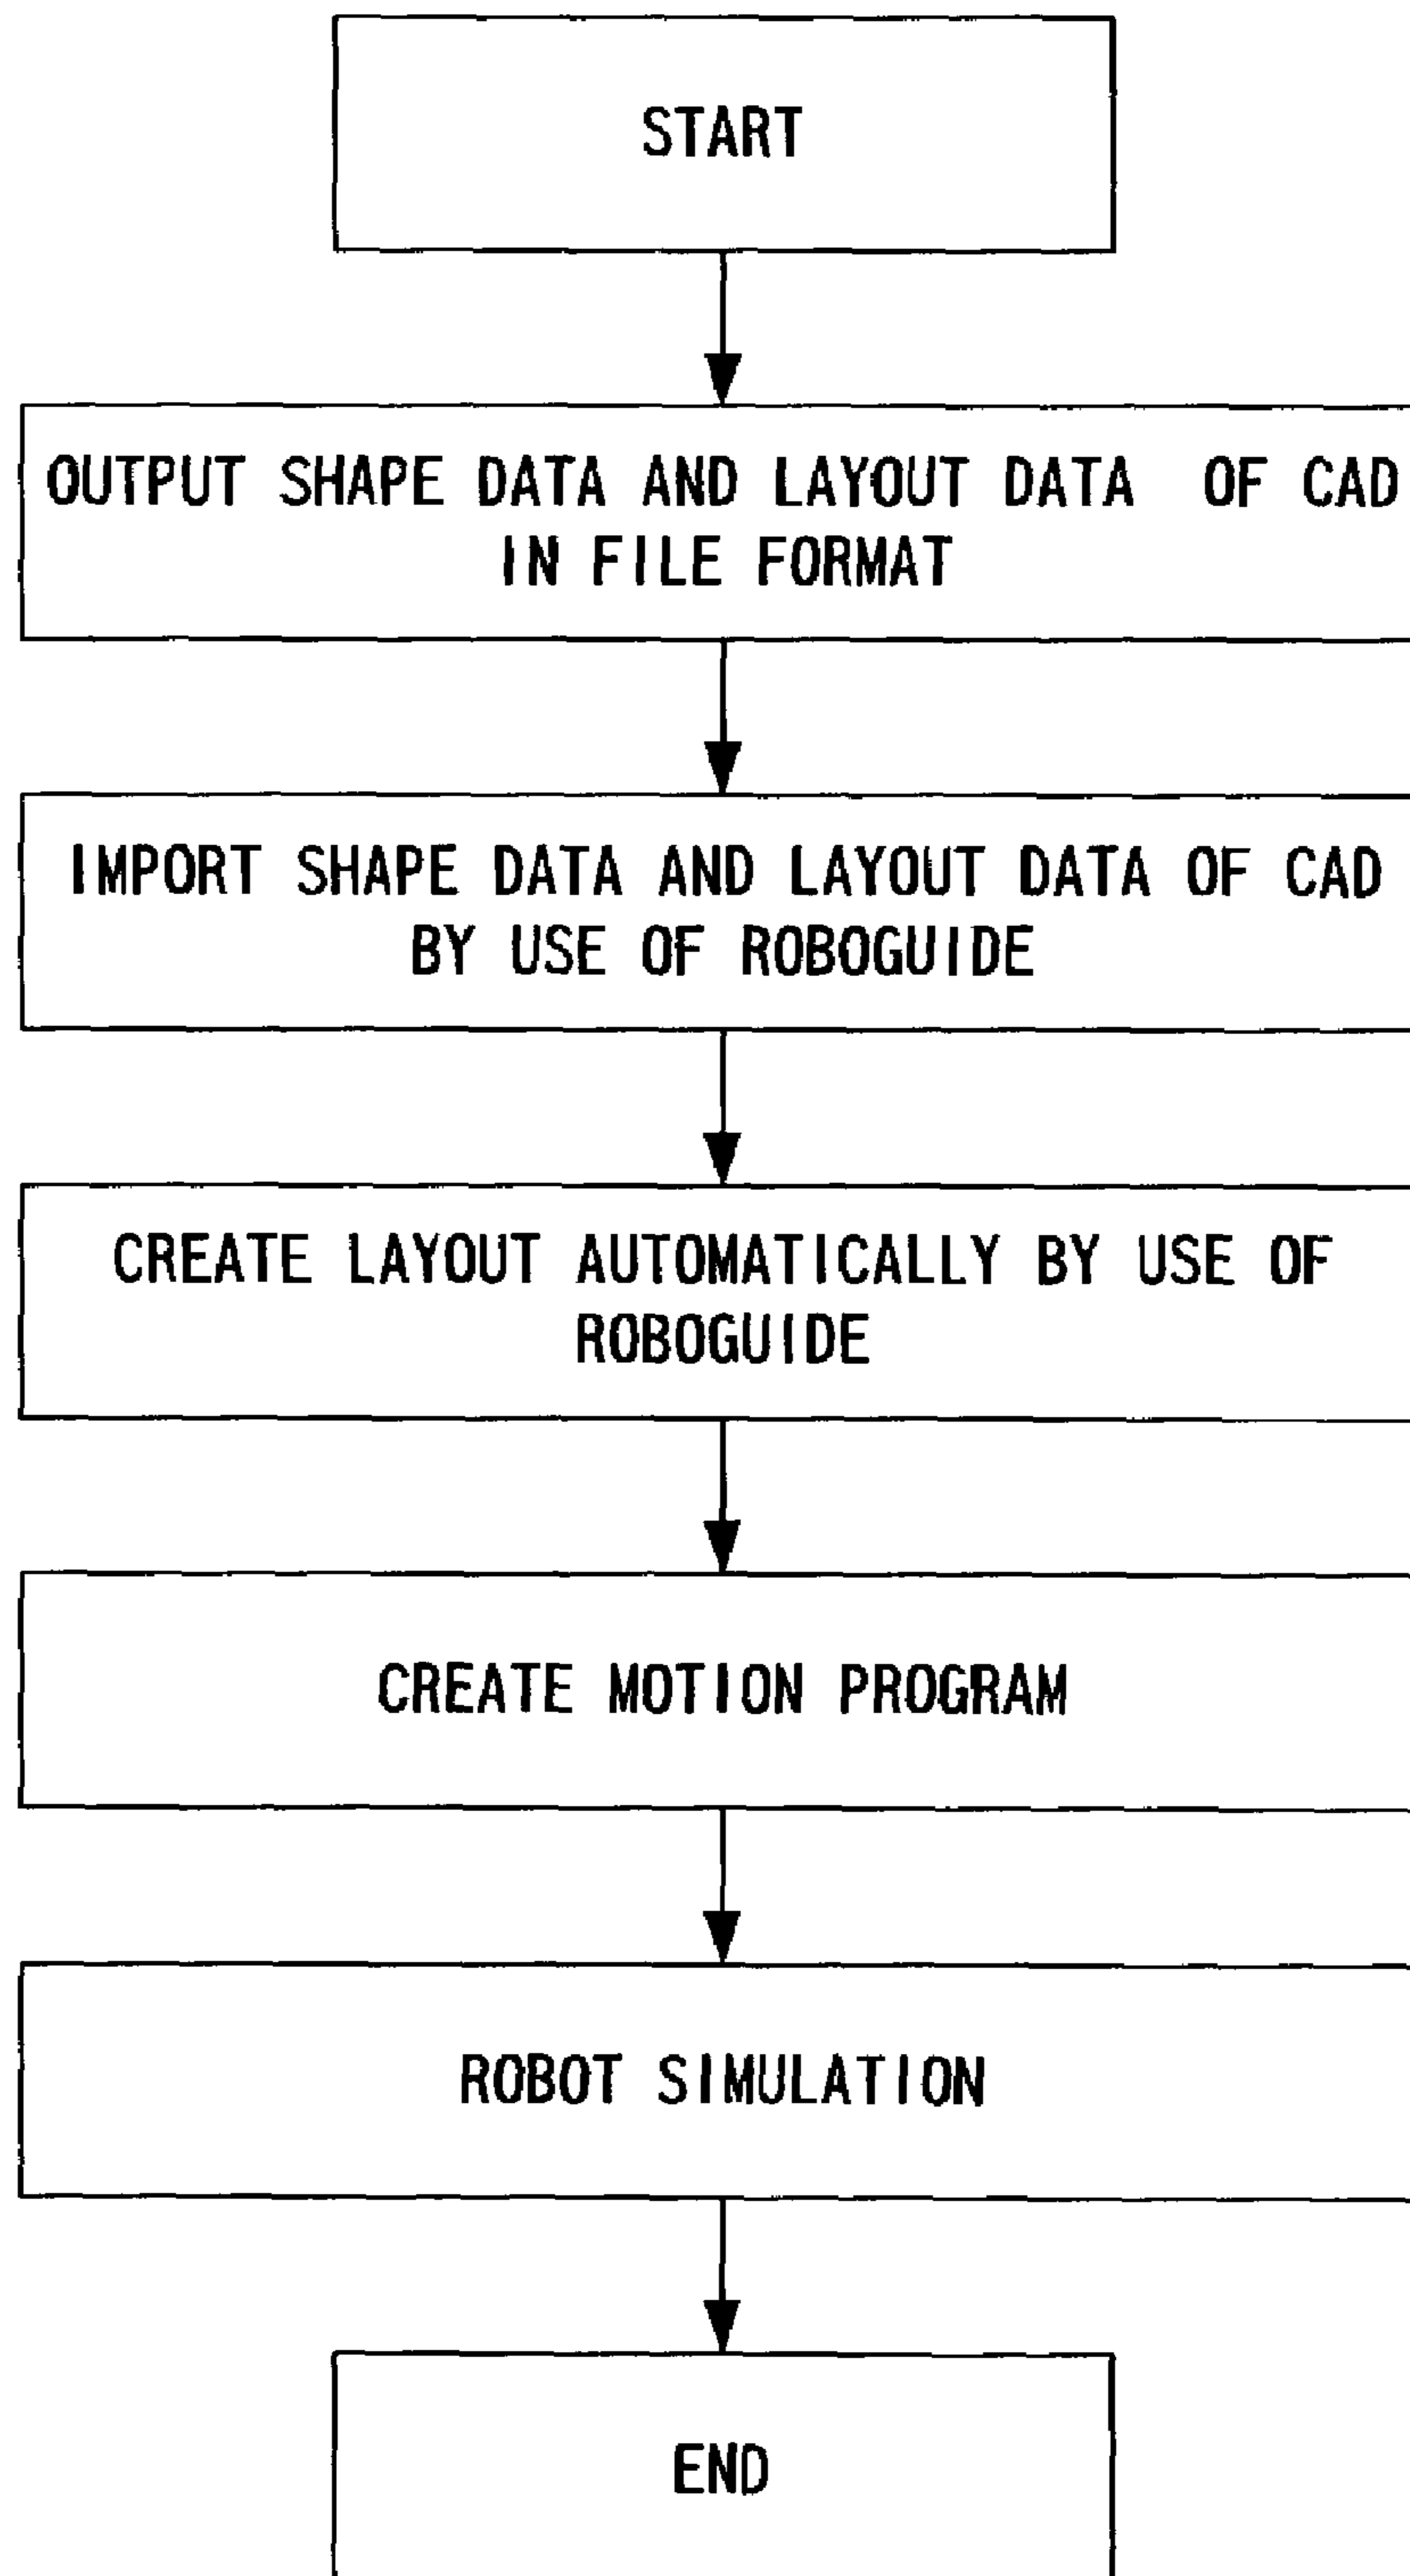 START
OUTPUT SHAPE DATA AND LAYOUT DATA OF CAD
IN FILE FORMAT
IMPORT SHAPE DATA AND LAYOUT DATA OF CAD
BY USE OF ROBOGUIDE
CREATE LAYOUT AUTOMATICALLY BY USE OF
ROBOGUIDE
CREATE MOTION PROGRAM
ROBOT SIMULATION
END